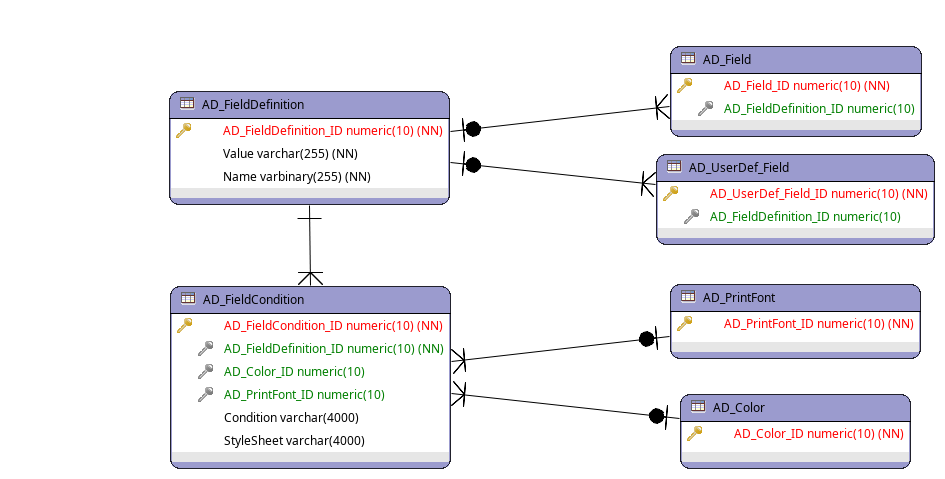 AD_FieldDefinition
AD_FieldDefinition_ID numeric(10) (NN)
Value varchar(255) (NN)
Name varbinary(255) (NN)
AD_Field
AD_Field_ID numeric(10) (NN)
AD_FieldDefinition_ID numeric(10)
AD_UserDef_Field
AD_UserDef_Field_ID numeric(10) (NN)
AD_FieldDefinition_ID numeric(10)
AD_FieldCondition
AD_FieldCondition_ID numeric(10) (NN)
AD_FieldDefinition_ID numeric(10) (NN)
AD_Color_ID numeric(10)
AD_PrintFont_ID numeric(10)
Condition varchar(4000)
StyleSheet varchar(4000)
AD_PrintFont
AD_PrintFont_ID numeric(10) (NN)
AD_Color
AD_Color_ID numeric(10) (NN)